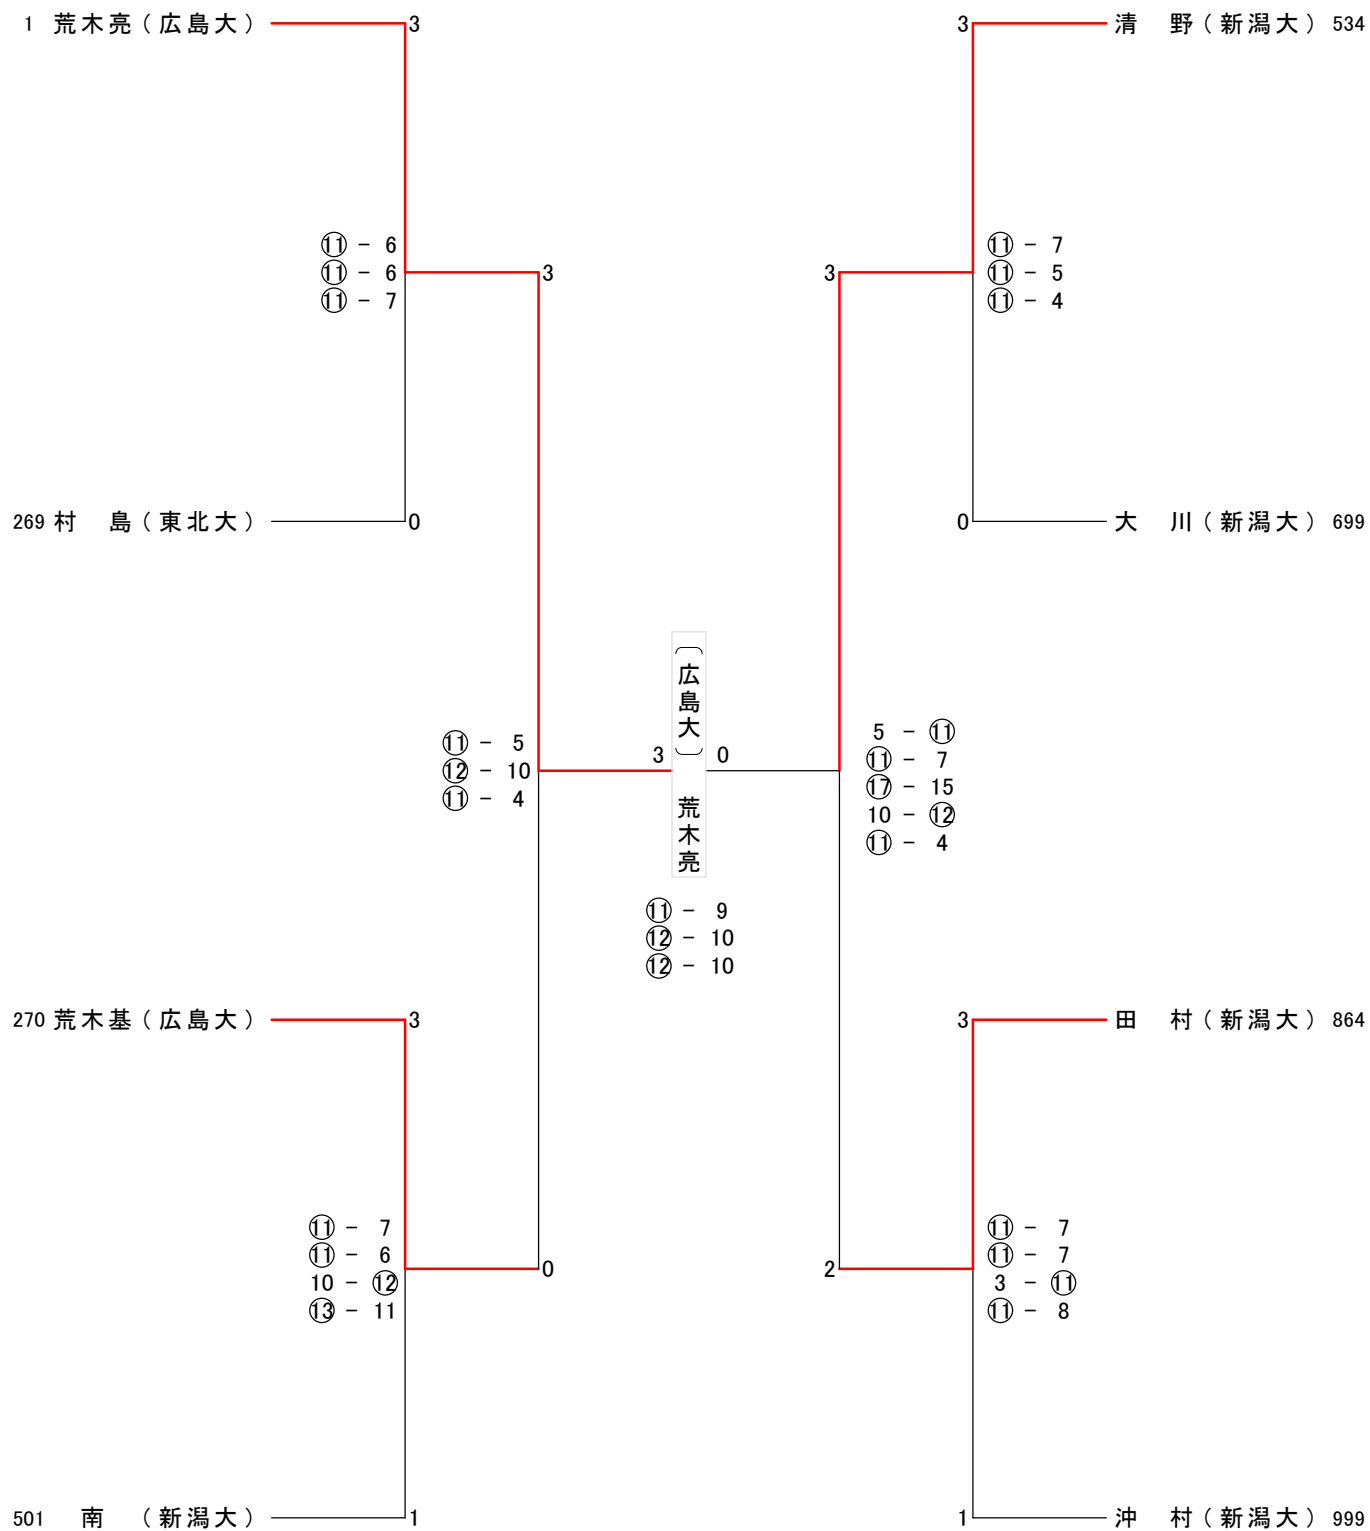 1 荒木亮(広島大) 3
3 清　野(新潟大) 534
⑪ - 6
⑪ - 6
⑪ - 7
3
3
⑪ - 7
⑪ - 5
⑪ - 4
269 村　島(東北大) 0
0 大　川(新潟大) 699
⑪ - 5
⑫ - 10
⑪ - 4
3
(広島大)　荒木亮
0
5 - ⑪
⑪ - 7
⑰ - 15
10 - ⑫
⑪ - 4
⑪ - 9
⑫ - 10
⑫ - 10
270 荒木基(広島大) 3
3 田　村(新潟大) 864
⑪ - 7
⑪ - 6
10 - ⑫
⑬ - 11
0
2
⑪ - 7
⑪ - 7
3 - ⑪
⑪ - 8
501 南　(新潟大) 1
1 沖　村(新潟大) 999